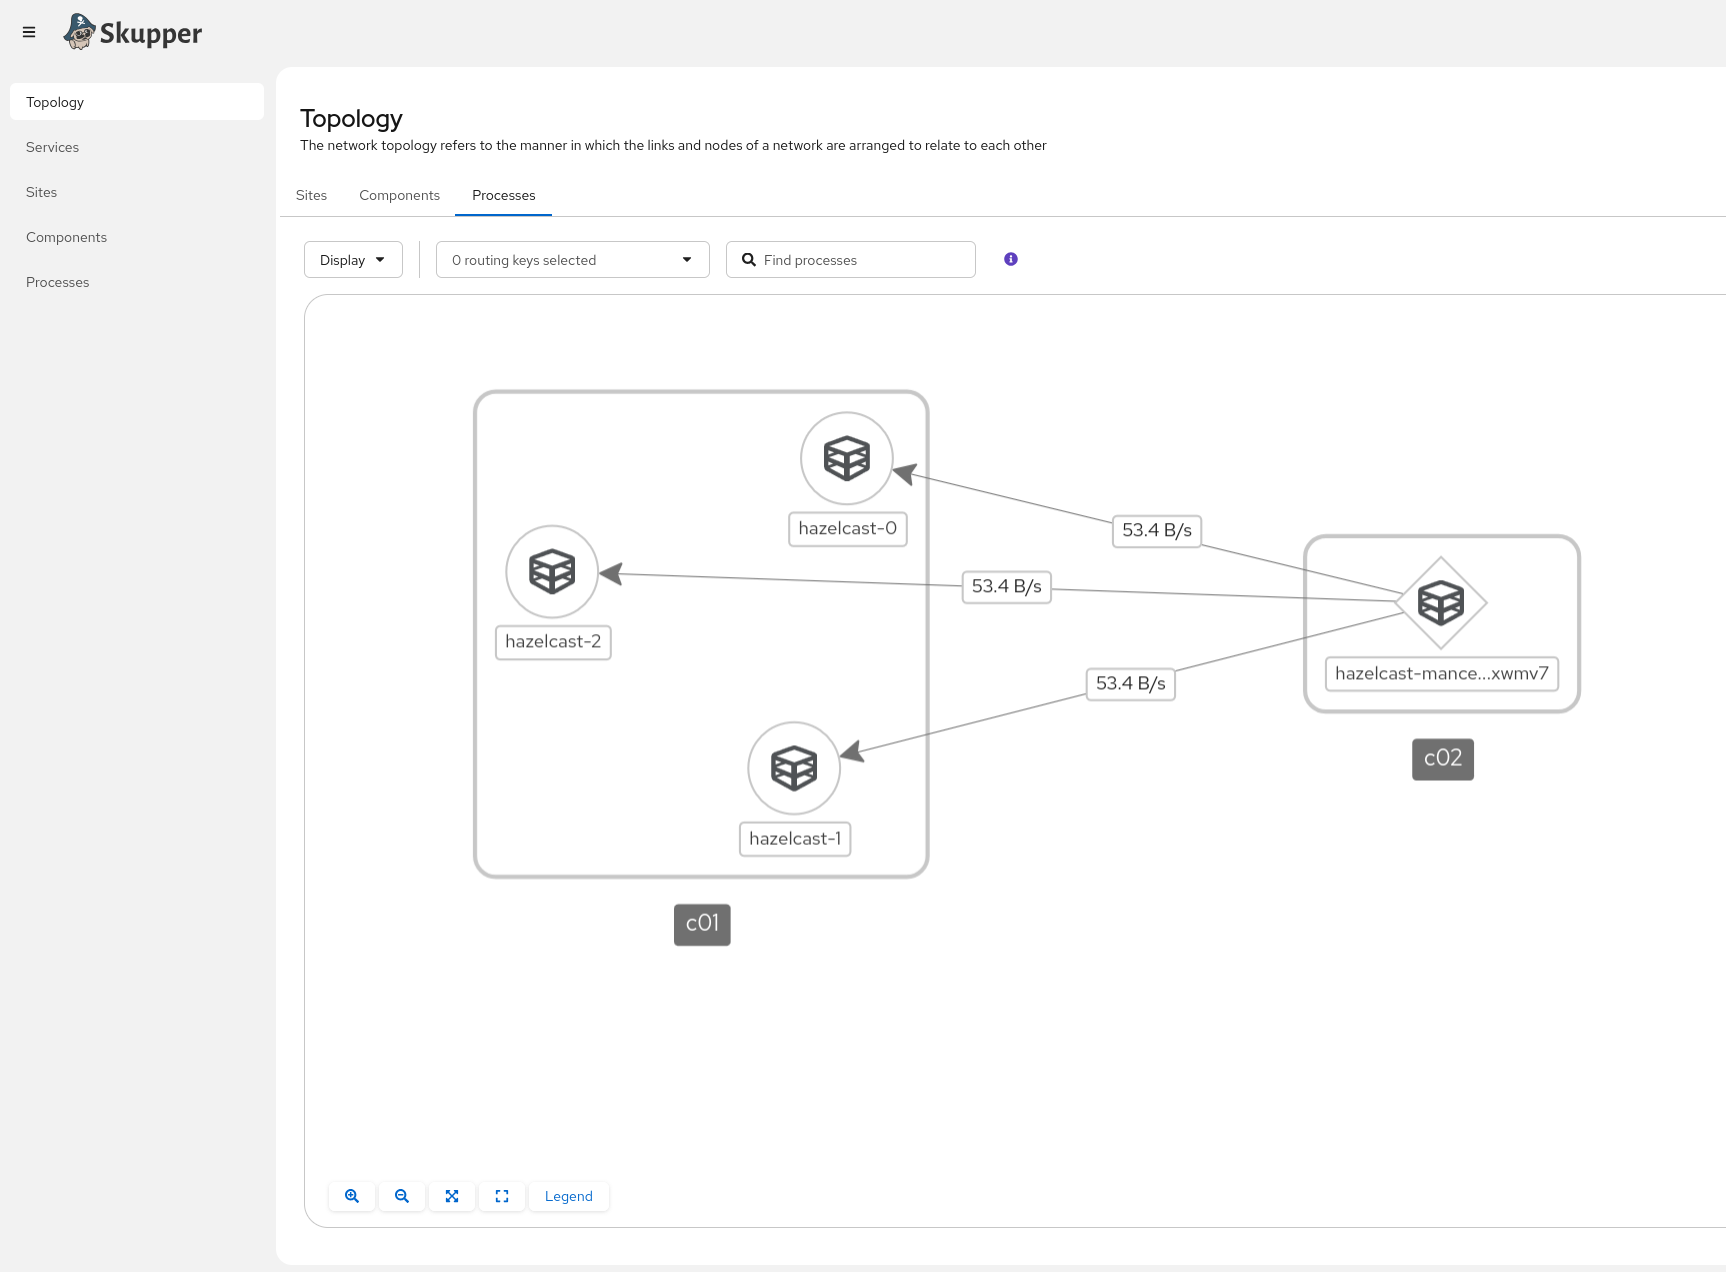 Skupper
Topology
Services
Sites
Components
Processes
Topology
The network topology refers to the manner in which the links and nodes of a network are arranged to relate to each other
Sites Components Processes
Display 0 routing keys selected Find processes
hazelcast-0
53.4 B/s
53.4 B/s
hazelcast-2
hazelcast-mance...xwmv7
53.4 B/s
c02
hazelcast-1
c01
Legend